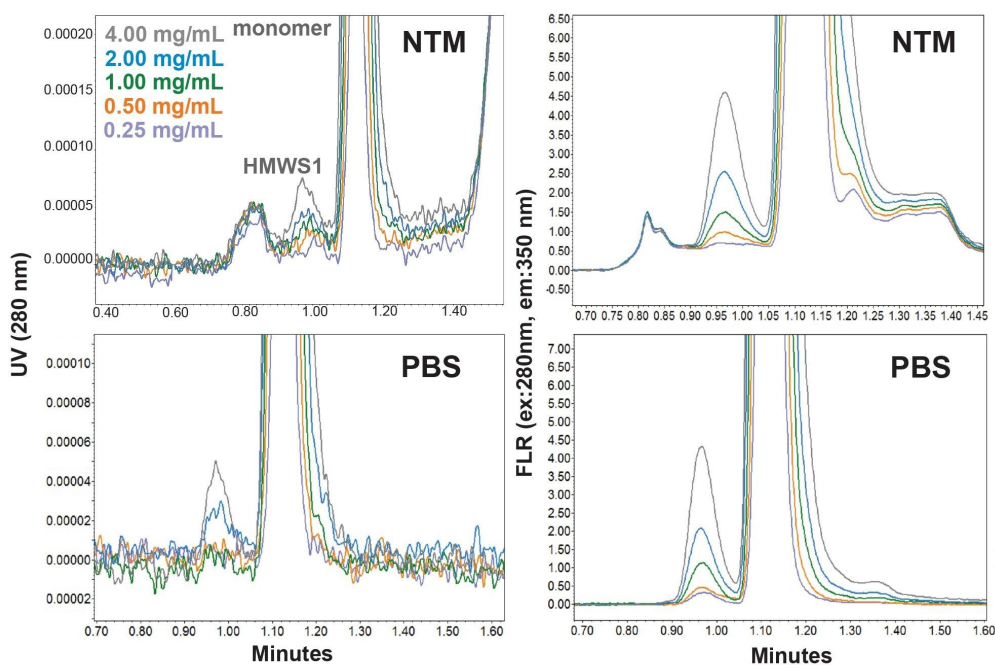 0.00020
0.00015
0.00010
0.00005
0.00000
4.00 mg/mL
2.00 mg/mL
1.00 mg/mL
0.50 mg/mL
0.25 mg/mL
monomer
NTM
HMWS1
0.40 0.60 0.80 1.00 1.20 1.40
6.50
6.00
5.50
5.00
4.50
4.00
3.50
3.00
2.50
2.00
1.50
1.00
0.50
0.00
-0.50
NTM
0.70 0.75 0.80 0.85 0.90 0.95 1.00 1.05 1.10 1.15 1.20 1.25 1.30 1.35 1.40 1.45
UV (280 nm)
0.00010
0.00008
0.00006
0.00004
0.00002
0.00000
0.00002
PBS
0.70 0.80 0.90 1.00 1.10 1.20 1.30 1.40 1.50 1.60
Minutes
FLR (ex:280nm, em:350 nm)
7.00
6.50
6.00
5.50
5.00
4.50
4.00
3.50
3.00
2.50
2.00
1.50
1.00
0.50
0.00
PBS
0.70 0.80 0.90 1.00 1.10 1.20 1.30 1.40 1.50 1.60
Minutes